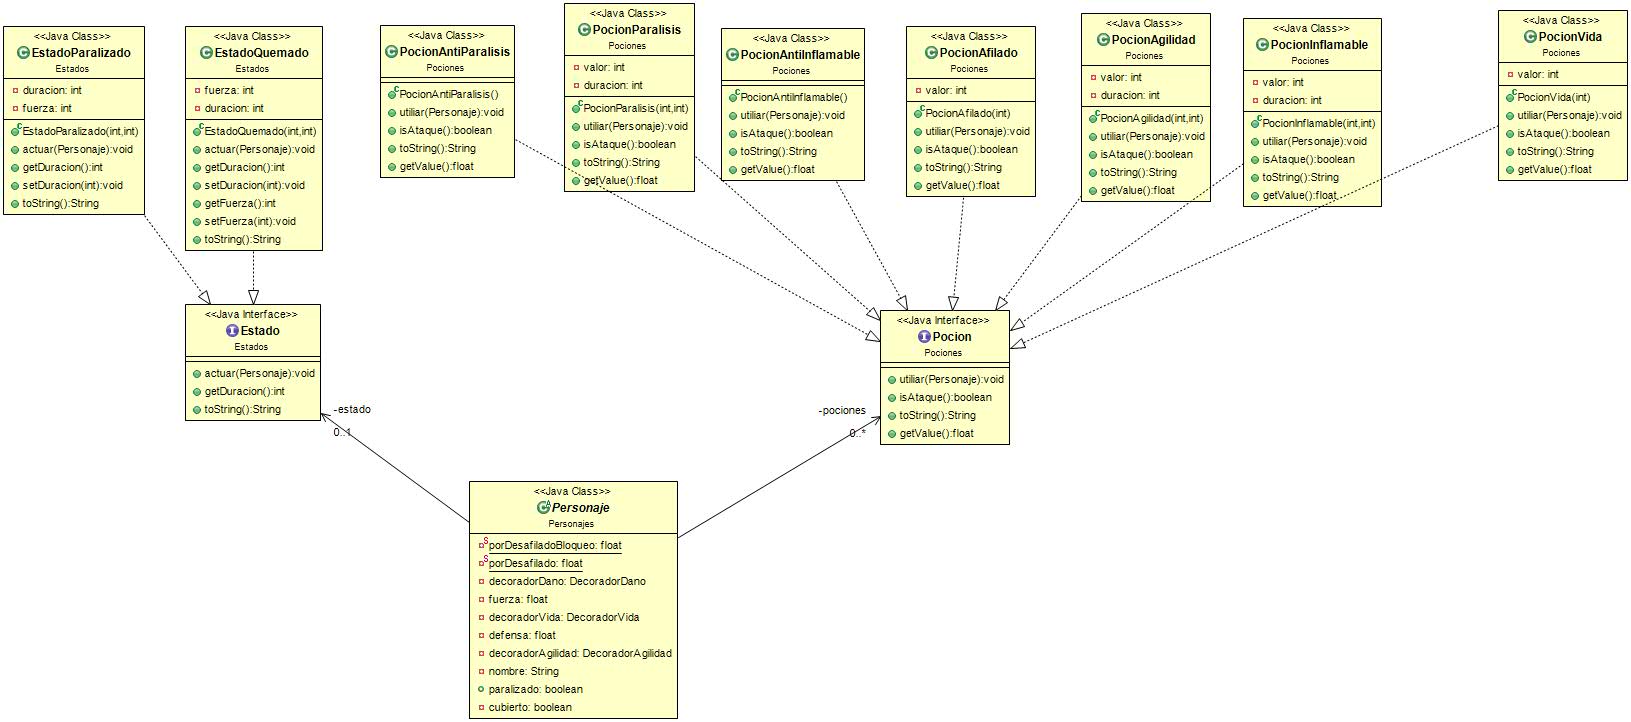 <<Java Class>>
EstadoParalizado
Estados
duracion: int
fuerza: int
EstadoParalizado(int,int)
actuar(Personaje):void
getDuracion():int
setDuracion(int):void
toString():String
<<Java Class>>
EstadoQuemado
Estados
fuerza: int
duracion: int
EstadoQuemado(int,int)
actuar(Personaje):void
getDuracion():int
setDuracion(int):void
getFuerza():int
setFuerza(int):void
toString():String
<<Java Class>>
PocionAntiParalisis
Pociones
PocionAntiParalisis()
utiliar(Personaje):void
isAtaque():boolean
toString():String
getValue():float
<<Java Class>>
PocionParalisis
Pociones
valor: int
duracion: int
PocionParalisis(int,int)
utiliar(Personaje):void
isAtaque():boolean
toString():String
getValue():float
<<Java Class>>
PocionAntiInflamable
Pociones
PocionAntiInflamable()
utiliar(Personaje):void
isAtaque():boolean
toString():String
getValue():float
<<Java Class>>
PocionAfilado
Pociones
valor: int
PocionAfilado(int)
utiliar(Personaje):void
isAtaque():boolean
toString():String
getValue():float
<<Java Class>>
PocionAgilidad
Pociones
valor: int
duracion: int
PocionAgilidad(int,int)
utiliar(Personaje):void
isAtaque():boolean
toString():String
getValue():float
<<Java Class>>
PocionInflamable
Pociones
valor: int
duracion: int
PocionInflamable(int,int)
utiliar(Personaje):void
isAtaque():boolean
toString():String
getValue():float
<<Java Class>>
PocionVida
Pociones
valor: int
PocionVida(int)
utiliar(Personaje):void
isAtaque():boolean
toString():String
getValue():float
<<Java Interface>>
Estado
Estados
actuar(Personaje):void
getDuracion():int
toString():String
<<Java Interface>>
Pocion
Pociones
utiliar(Personaje):void
isAtaque():boolean
toString():String
getValue():float
-estado
0..1
-pociones
0..*
<<Java Class>>
Personaje
Personajes
porDesafiladoBloqueo: float
porDesafilado: float
decoradorDano: DecoradorDano
fuerza: float
decoradorVida: DecoradorVida
defensa: float
decoradorAgilidad: DecoradorAgilidad
nombre: String
paralizado: boolean
cubierto: boolean